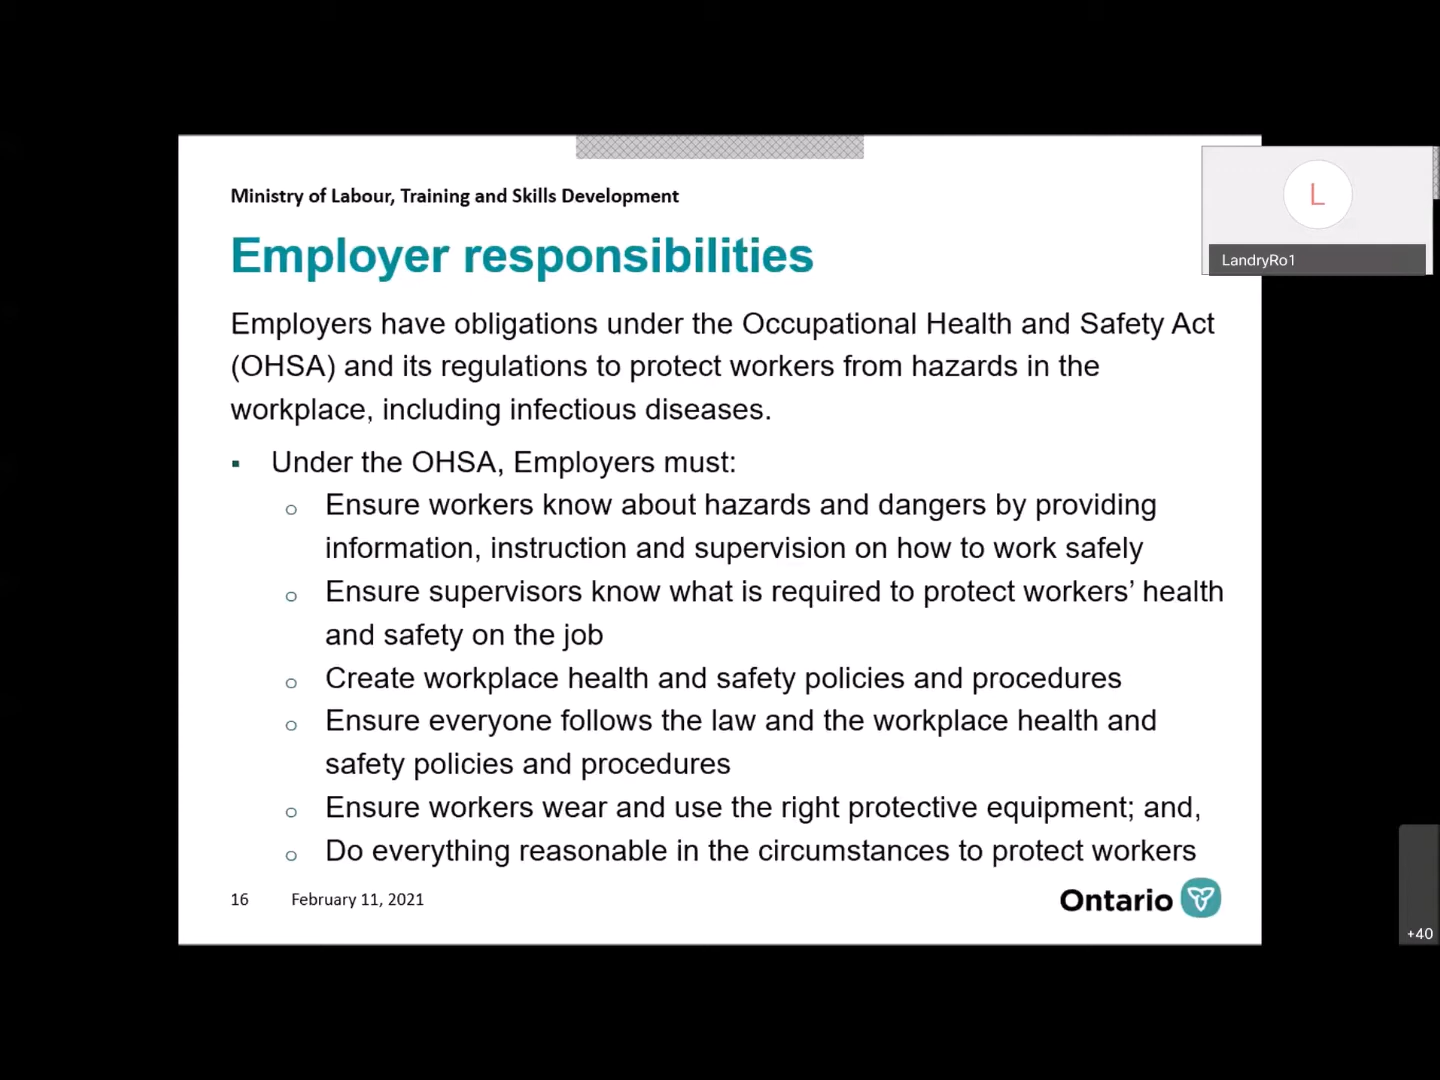 Ministry of Labour, Training and Skills Development
Employer responsibilities
L
LandryRo1
Employers have obligations under the Occupational Health and Safety Act
(OHSA) and its regulations to protect workers from hazards in the
workplace, including infectious diseases.
▪ Under the OHSA, Employers must:
o Ensure workers know about hazards and dangers by providing
information, instruction and supervision on how to work safely
o Ensure supervisors know what is required to protect workers’ health
and safety on the job
o Create workplace health and safety policies and procedures
o Ensure everyone follows the law and the workplace health and
safety policies and procedures
o Ensure workers wear and use the right protective equipment; and,
o Do everything reasonable in the circumstances to protect workers
16 February 11, 2021
Ontario
+40